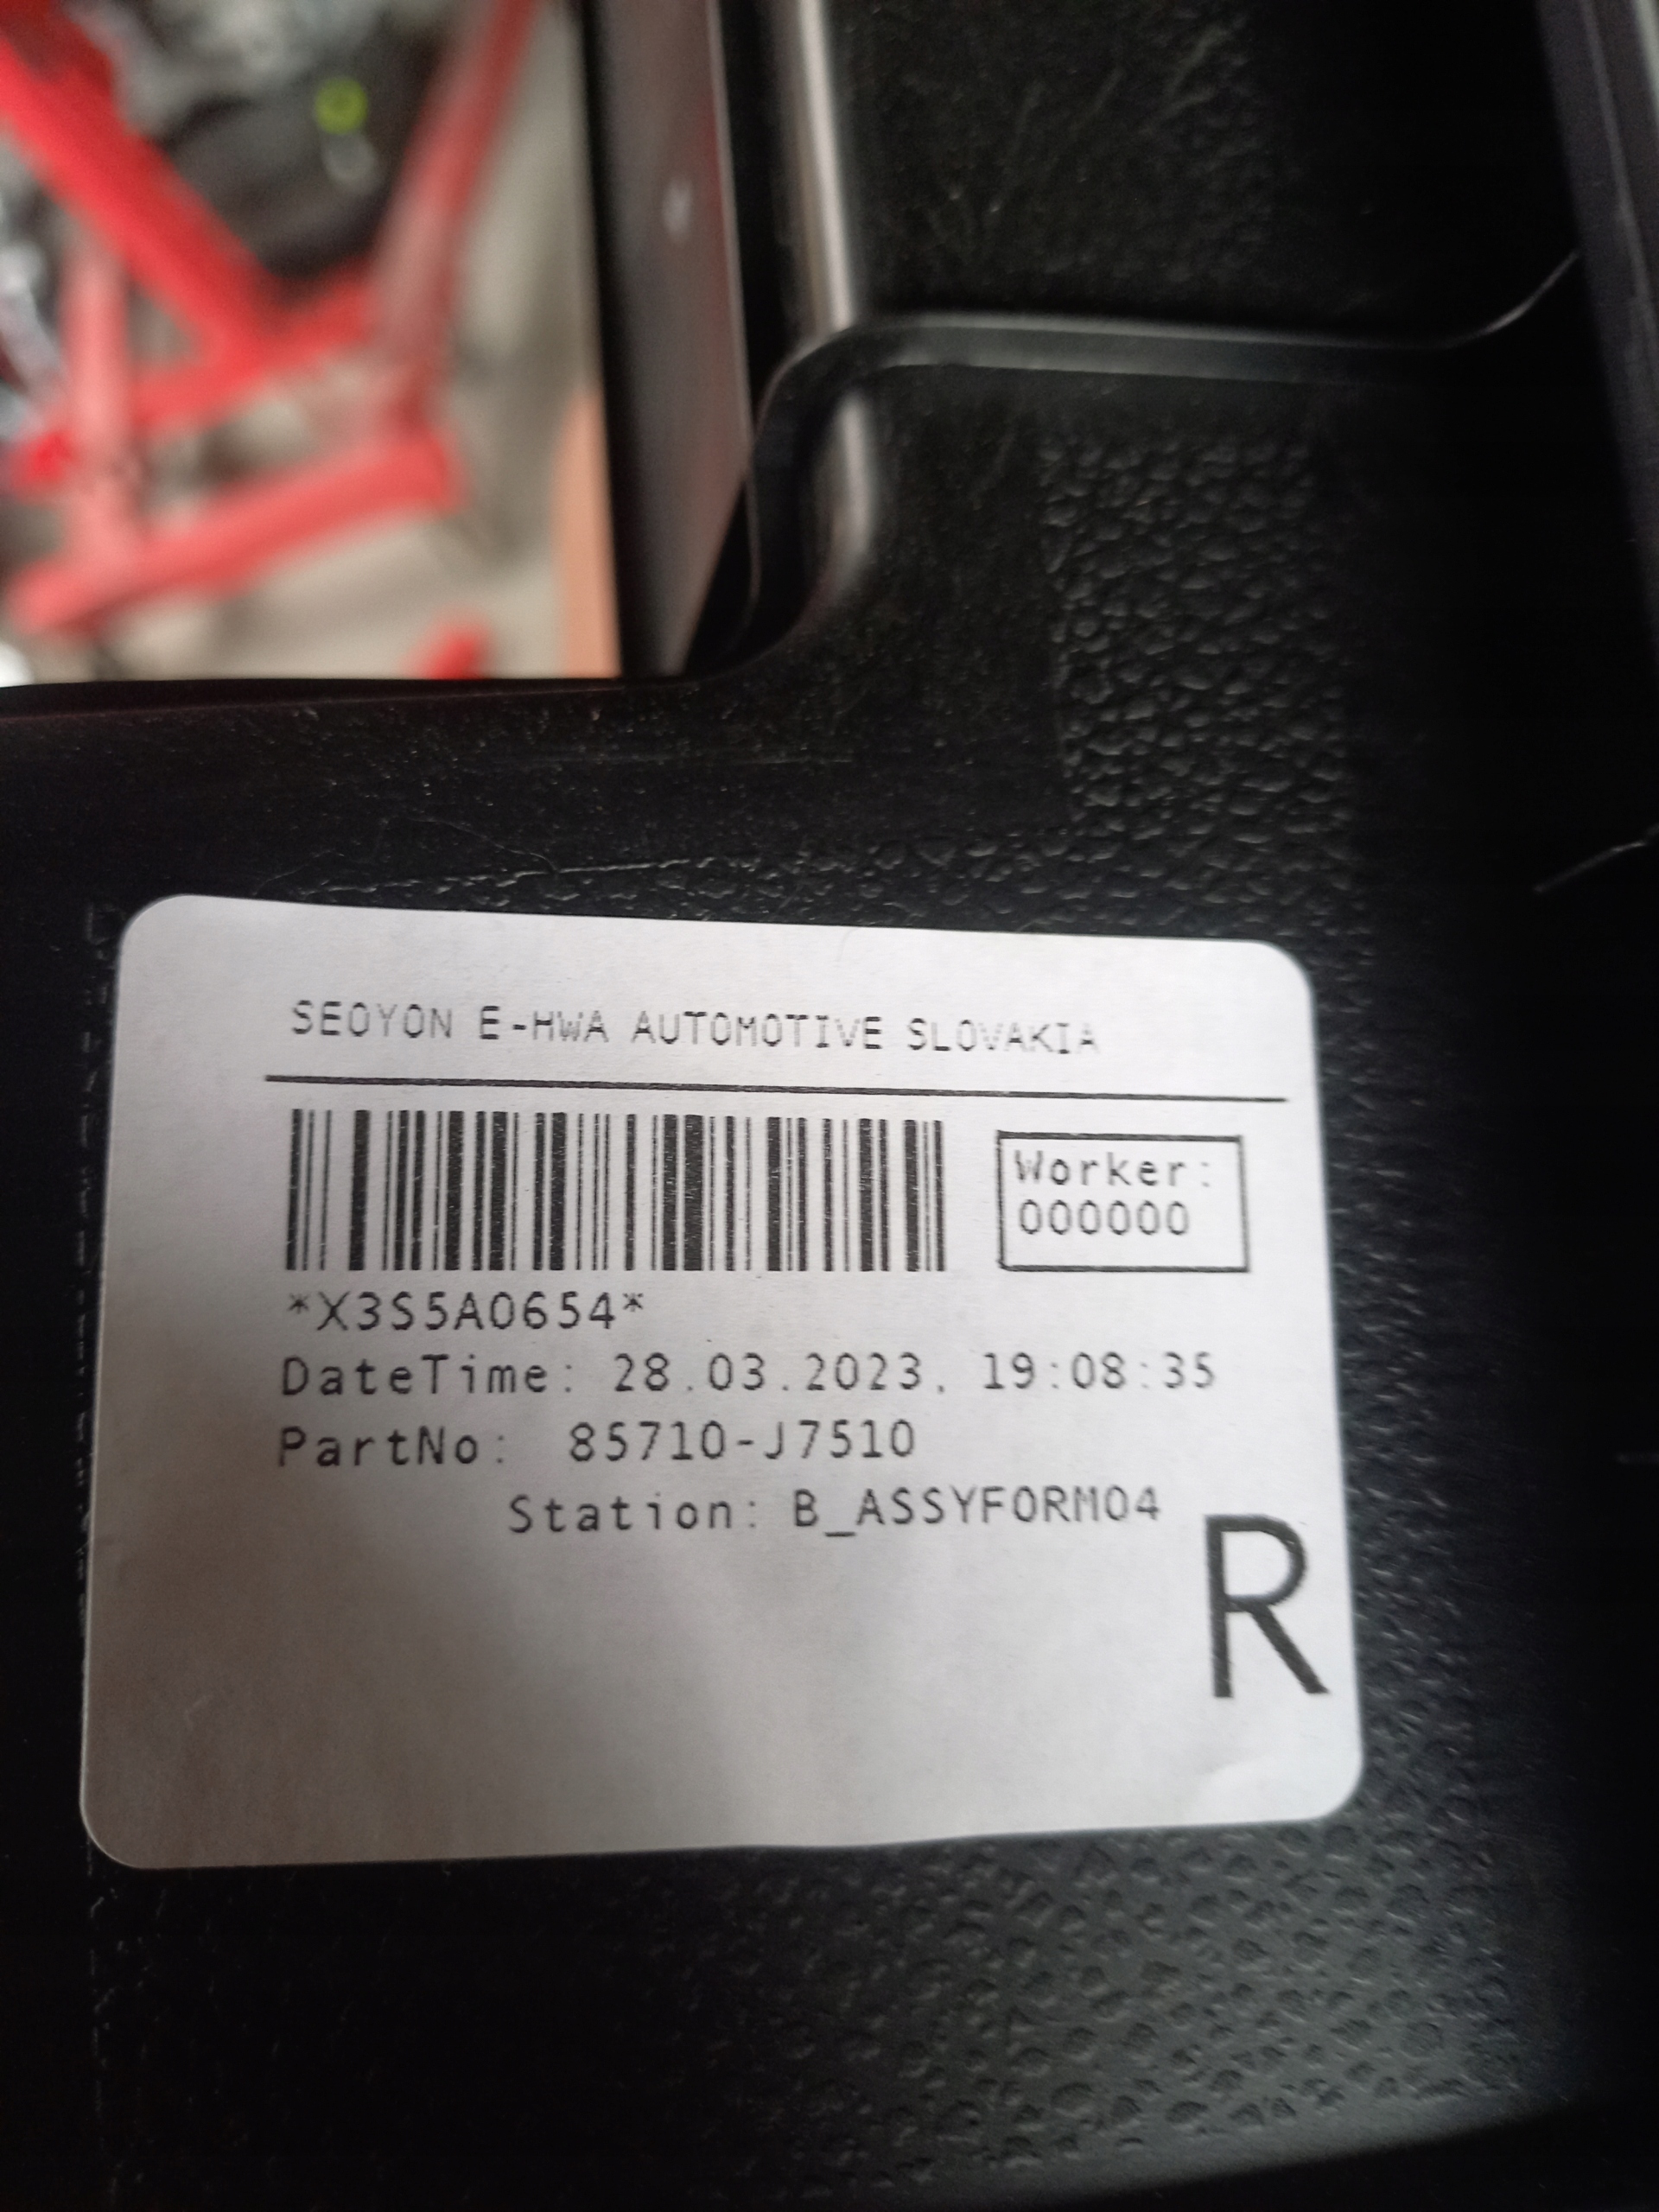 SEOYON E-HWA AUTOMOTIVE SLOVAKIA
Worker:
000000
*X3S5A0654*
DateTime: 28.03.2023, 19:08:35
PartNo: 85710-J7510
Station: B_ASSYFORM04
R